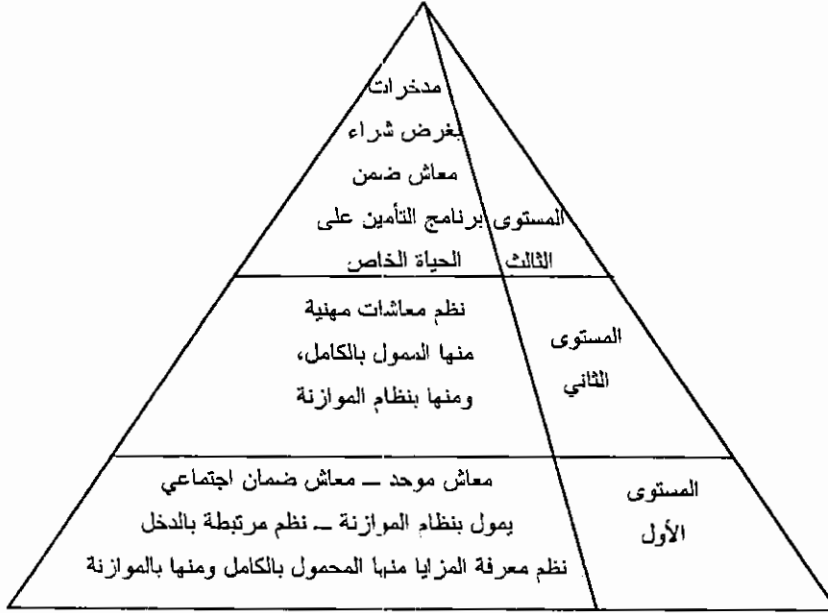 مدخرات
بغرض شراء
معاش ضمن
المستوى برنامج التأمين على
الثالث الحياة الخاص
نظم معاشات مهنية
منها الممول بالكامل،
ومنها بنظام الموازنة
المستوى
الثاني
معاش موحد – معاش ضمان اجتماعي
يمول بنظام الموازنة – نظم مرتبطة بالدخل
نظم معرفة المزايا منها المحمول بالكامل ومنها بالموازنة
المستوى
الأول